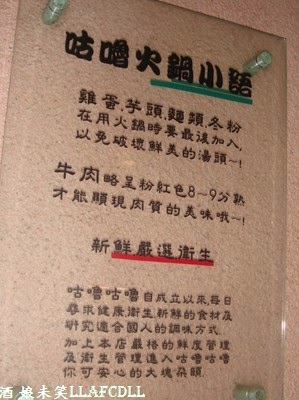 咕嚕火鍋小語
雞蛋.芋頭.麵類.冬粉
在用火鍋時要最後加入,
以免破壞鮮美的湯頭~!
牛肉略呈粉紅色8~9分熟
才能顯現肉質的美味哦~!
新鮮嚴選衛生
咕嚕咕嚕自成立以來每日
尋求健康衛生新鮮的食材及
研究適合國人的調味方式.
加上本店嚴格的鮮度管理
及衛生管理進入咕嚕咕嚕
你可安心的大塊朵頤.
酒娘未笑LLAFCDLL